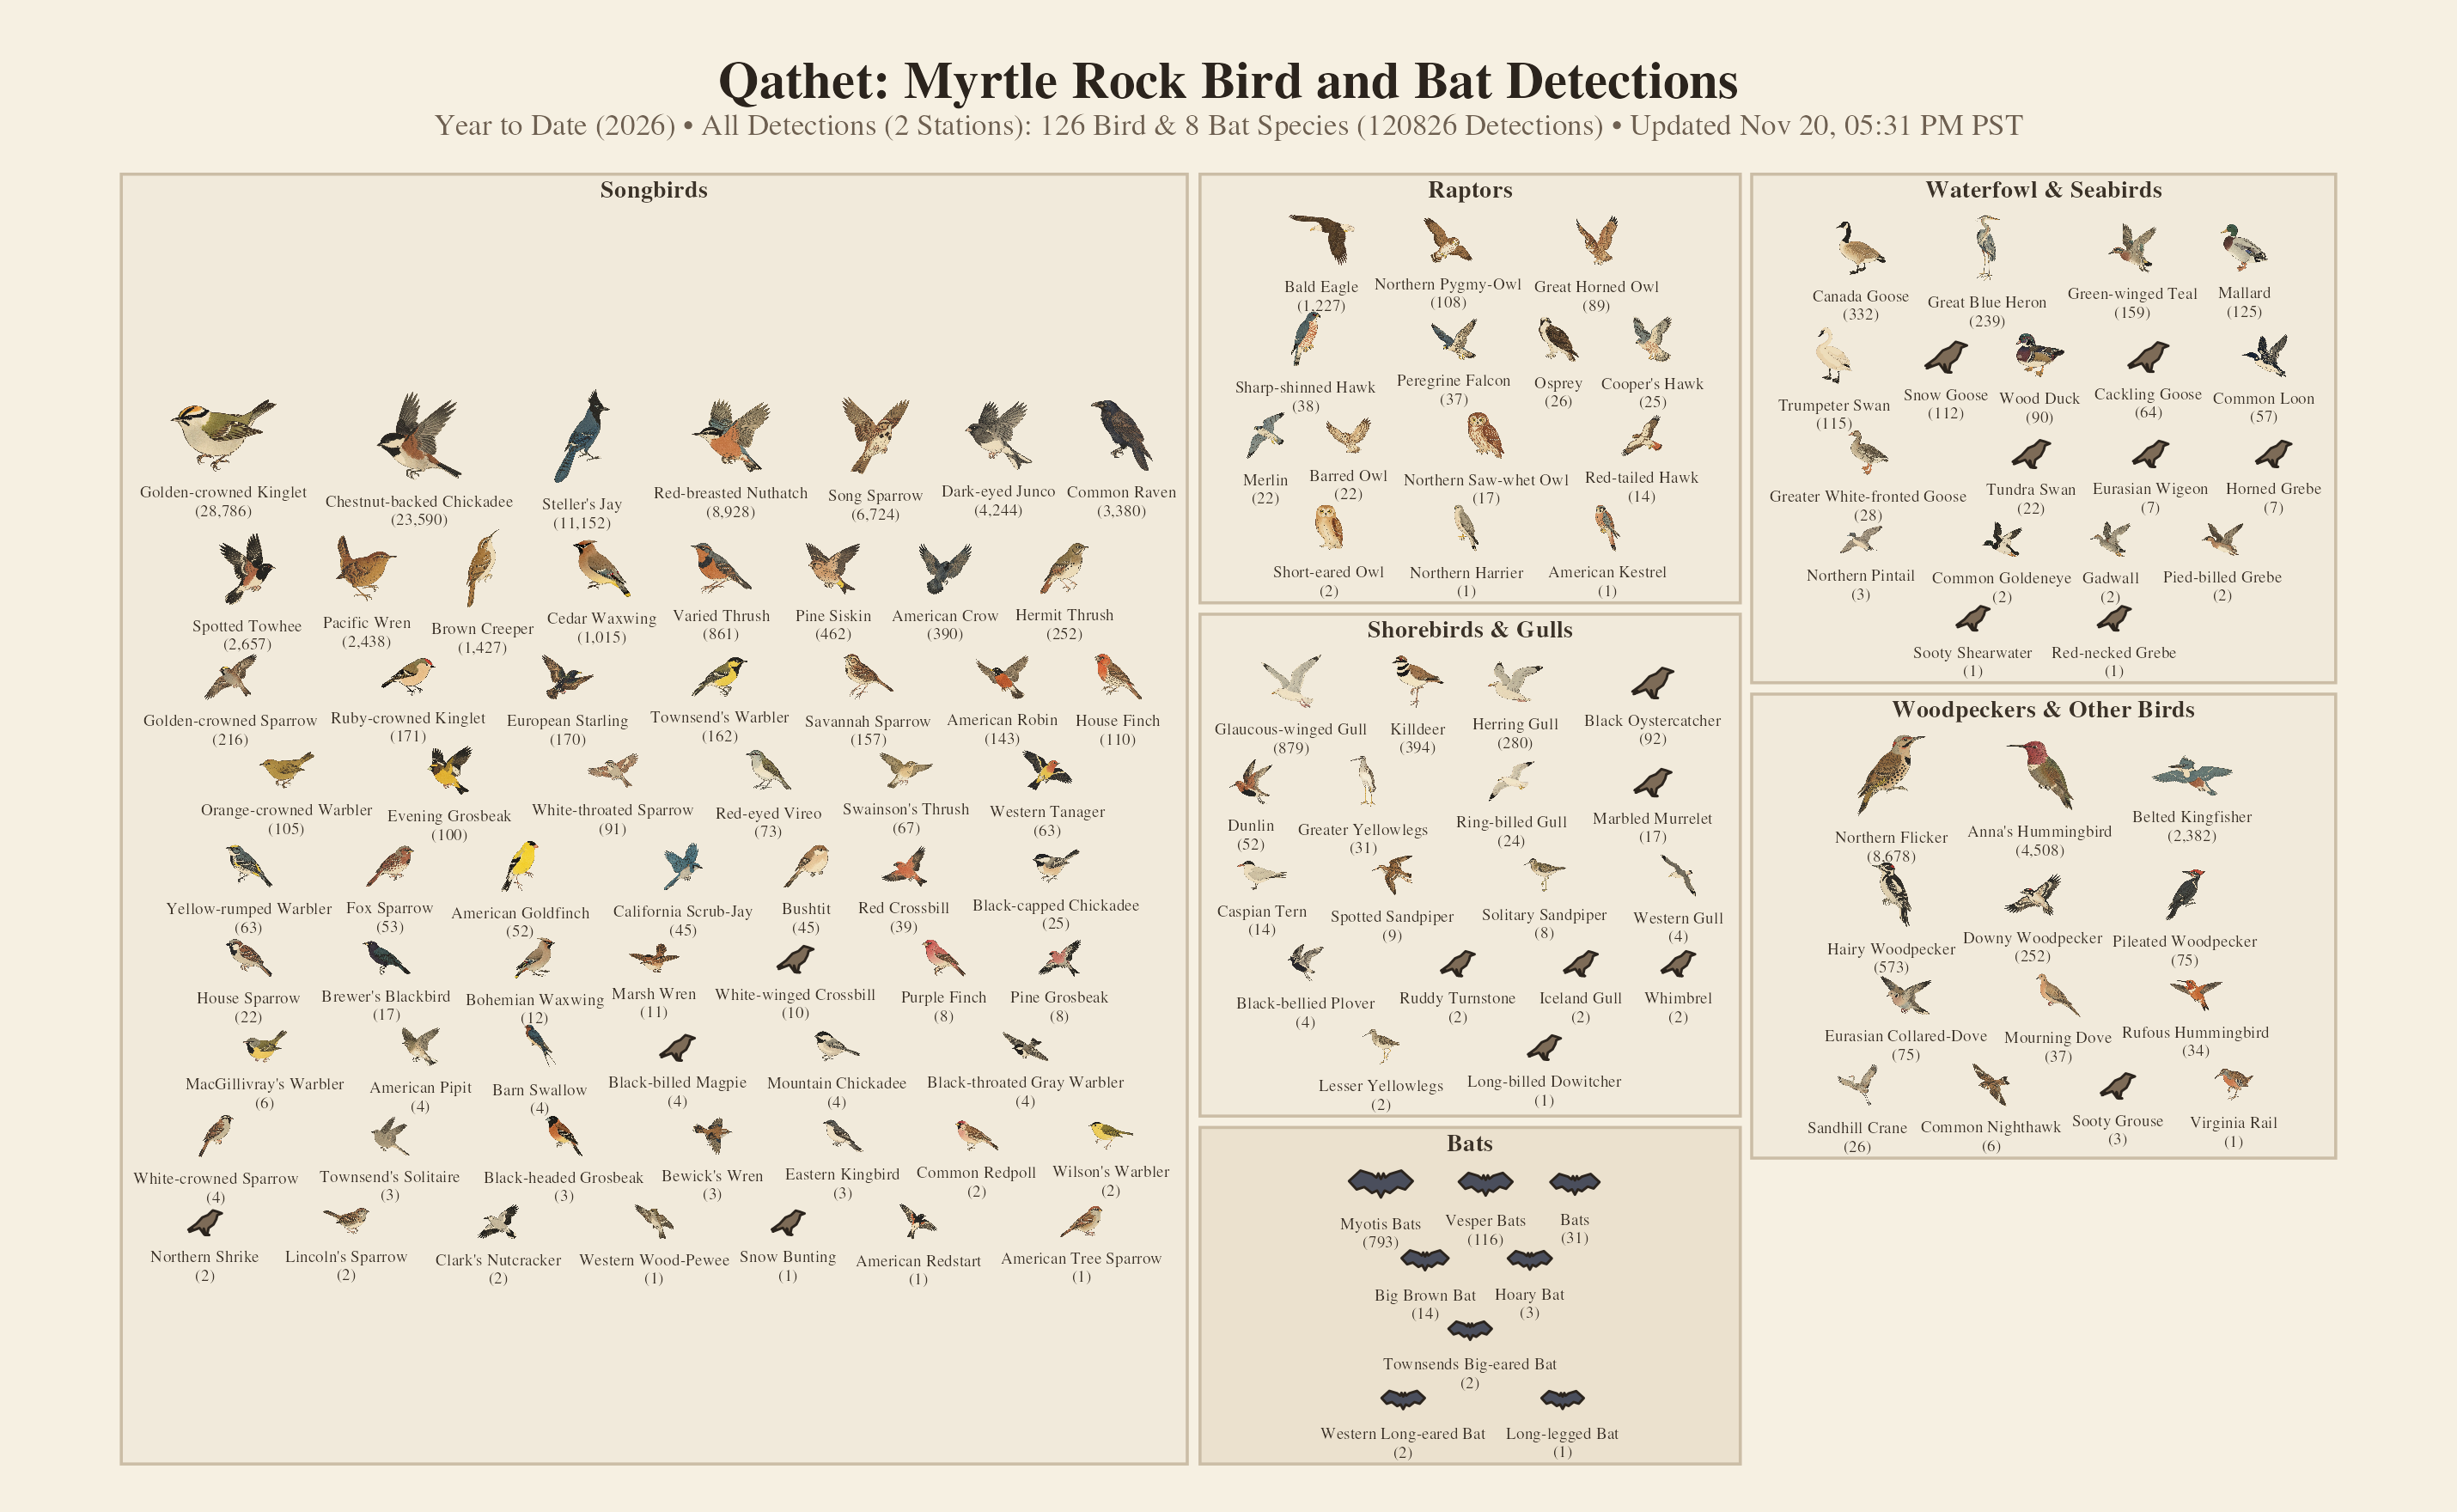 Qathet: Myrtle Rock Bird and Bat Detections
Year to Date (2026) • All Detections (2 Stations): 126 Bird & 8 Bat Species (120826 Detections) • Updated Nov 20, 05:31 PM PST
Songbirds
Golden-crowned Kinglet
(28,786)
Chestnut-backed Chickadee
(23,590)
Steller's Jay
(11,152)
Red-breasted Nuthatch
(8,928)
Song Sparrow
(6,724)
Dark-eyed Junco
(4,244)
Common Raven
(3,380)
Spotted Towhee
(2,657)
Pacific Wren
(2,438)
Brown Creeper
(1,427)
Cedar Waxwing
(1,015)
Varied Thrush
(861)
Pine Siskin
(462)
American Crow
(390)
Hermit Thrush
(252)
Golden-crowned Sparrow
(216)
Ruby-crowned Kinglet
(171)
European Starling
(170)
Townsend's Warbler
(162)
Savannah Sparrow
(157)
American Robin
(143)
House Finch
(110)
Orange-crowned Warbler
(105)
Evening Grosbeak
(100)
White-throated Sparrow
(91)
Red-eyed Vireo
(73)
Swainson's Thrush
(67)
Western Tanager
(63)
Yellow-rumped Warbler
(63)
Fox Sparrow
(53)
American Goldfinch
(52)
California Scrub-Jay
(45)
Bushtit
(45)
Red Crossbill
(39)
Black-capped Chickadee
(25)
House Sparrow
(22)
Brewer's Blackbird
(17)
Bohemian Waxwing
(12)
Marsh Wren
(11)
White-winged Crossbill
(10)
Purple Finch
(8)
Pine Grosbeak
(8)
MacGillivray's Warbler
(6)
American Pipit
(4)
Barn Swallow
(4)
Black-billed Magpie
(4)
Mountain Chickadee
(4)
Black-throated Gray Warbler
(4)
White-crowned Sparrow
(4)
Townsend's Solitaire
(3)
Black-headed Grosbeak
(3)
Bewick's Wren
(3)
Eastern Kingbird
(3)
Common Redpoll
(2)
Wilson's Warbler
(2)
Northern Shrike
(2)
Lincoln's Sparrow
(2)
Clark's Nutcracker
(2)
Western Wood-Pewee
(1)
Snow Bunting
(1)
American Redstart
(1)
American Tree Sparrow
(1)
Raptors
Bald Eagle
(1,227)
Northern Pygmy-Owl
(108)
Great Horned Owl
(89)
Sharp-shinned Hawk
(38)
Peregrine Falcon
(37)
Osprey
(26)
Cooper's Hawk
(25)
Merlin
(22)
Barred Owl
(22)
Northern Saw-whet Owl
(17)
Red-tailed Hawk
(14)
Short-eared Owl
(2)
Northern Harrier
(1)
American Kestrel
(1)
Shorebirds & Gulls
Glaucous-winged Gull
(879)
Killdeer
(394)
Herring Gull
(280)
Black Oystercatcher
(92)
Dunlin
(52)
Greater Yellowlegs
(31)
Ring-billed Gull
(24)
Marbled Murrelet
(17)
Caspian Tern
(14)
Spotted Sandpiper
(9)
Solitary Sandpiper
(8)
Western Gull
(4)
Black-bellied Plover
(4)
Ruddy Turnstone
(2)
Iceland Gull
(2)
Whimbrel
(2)
Lesser Yellowlegs
(2)
Long-billed Dowitcher
(1)
Bats
Myotis Bats
(793)
Vesper Bats
(116)
Bats
(31)
Big Brown Bat
(14)
Hoary Bat
(3)
Townsends Big-eared Bat
(2)
Western Long-eared Bat
(2)
Long-legged Bat
(1)
Waterfowl & Seabirds
Canada Goose
(332)
Great Blue Heron
(239)
Green-winged Teal
(159)
Mallard
(125)
Trumpeter Swan
(115)
Snow Goose
(112)
Wood Duck
(90)
Cackling Goose
(64)
Common Loon
(57)
Greater White-fronted Goose
(28)
Tundra Swan
(22)
Eurasian Wigeon
(7)
Horned Grebe
(7)
Northern Pintail
(3)
Common Goldeneye
(2)
Gadwall
(2)
Pied-billed Grebe
(2)
Sooty Shearwater
(1)
Red-necked Grebe
(1)
Woodpeckers & Other Birds
Northern Flicker
(8,678)
Anna's Hummingbird
(4,508)
Belted Kingfisher
(2,382)
Hairy Woodpecker
(573)
Downy Woodpecker
(252)
Pileated Woodpecker
(75)
Eurasian Collared-Dove
(75)
Mourning Dove
(37)
Rufous Hummingbird
(34)
Sandhill Crane
(26)
Common Nighthawk
(6)
Sooty Grouse
(3)
Virginia Rail
(1)